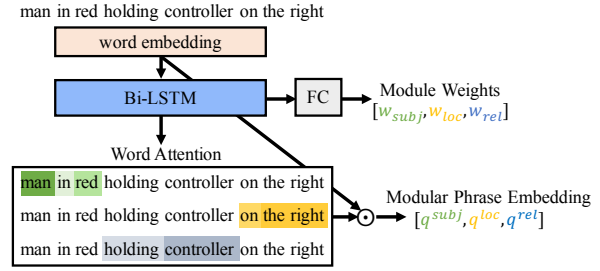 man in red holding controller on the right
word embedding
Bi-LSTM
FC
Module Weights
[w_subj,w_loc,w_rel]
Word Attention
man in red holding controller on the right
man in red holding controller on the right
man in red holding controller on the right
Modular Phrase Embedding
[q^subj,q^loc,q^rel]